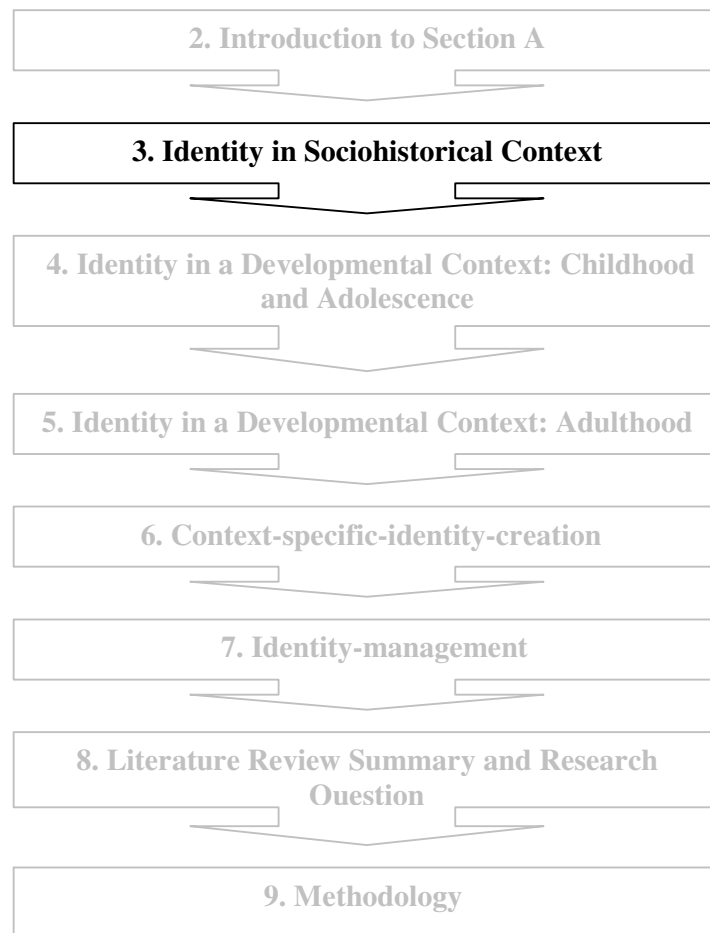 2. Introduction to Section A
3. Identity in Sociohistorical Context
4. Identity in a Developmental Context: Childhood
and Adolescence
5. Identity in a Developmental Context: Adulthood
6. Context-specific-identity-creation
7. Identity-management
8. Literature Review Summary and Research
Question
9. Methodology